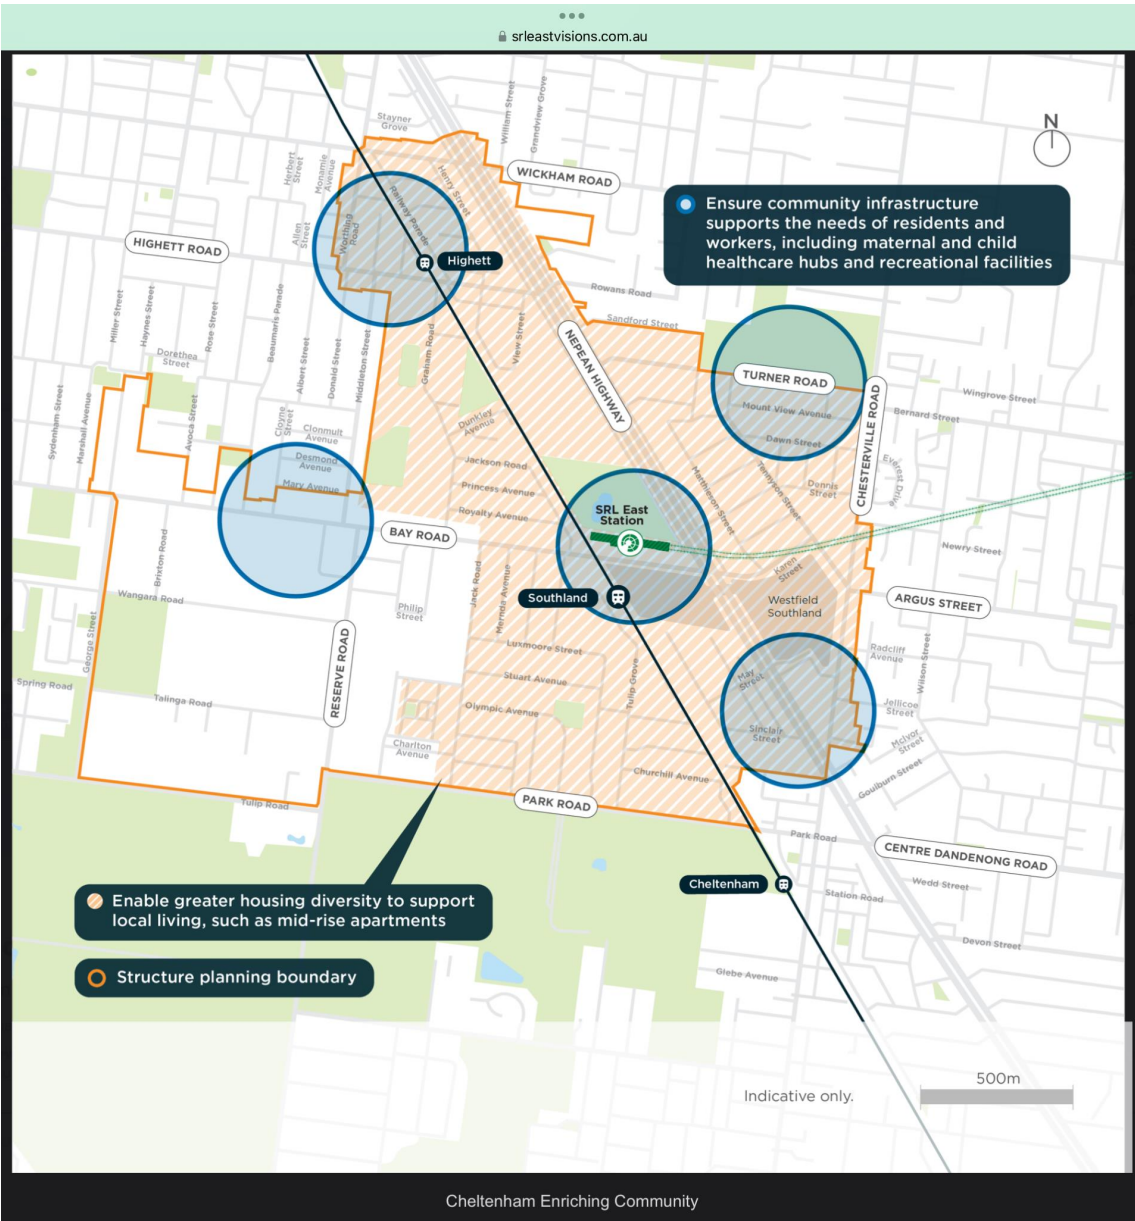 srleastvisions.com.au
Stayner
Grove
William Street
Grandview Grove
N
WICKHAM ROAD
Herbert
Street
Monamie
Avenue
Henry Street
Railway Parade
Ensure community infrastructure
supports the needs of residents and
workers, including maternal and child
healthcare hubs and recreational facilities
Allen
Street
Worthing
Road
HIGHETT ROAD
Highett
Rowans Road
Sandford Street
Miller Street
Haynes Street
Rose Street
Beaumaris Parade
Albert Street
Donald Street
Middleton Street
Graham Road
View Street
NEPEAN HIGHWAY
Dorethea
Street
TURNER ROAD
Mount View Avenue
Dawn Street
CHESTERVILLE ROAD
Wingrove Street
Bernard Street
Sydenham Street
Marshall Avenue
Avoca Street
Cloyne
Street
Clonmult
Avenue
Dunkley
Avenue
Desmond
Avenue
Mary Avenue
Jackson Road
Princess Avenue
Royalty Avenue
Matthieson Street
Tennyson Street
Dennis
Street
Everest Drive
SRL East
Station
BAY ROAD
Brixton Road
Wangara Road
Jack Road
Mernda Avenue
Philip
Street
Southland
Karen
Street
Westfield
Southland
Newry Street
ARGUS STREET
George Street
RESERVE ROAD
Luxmoore Street
Stuart Avenue
Olympic Avenue
Tulip Grove
May
Street
Sinclair
Street
Radcliff
Avenue
Wilson Street
Jellicoe
Street
McIvor
Street
Goulburn Street
Spring Road
Talinga Road
Charlton
Avenue
Churchill Avenue
PARK ROAD
Tulip Road
Park Road
CENTRE DANDENONG ROAD
Cheltenham
Station Road
Wedd Street
Devon Street
Glebe Avenue
Enable greater housing diversity to support
local living, such as mid-rise apartments
Structure planning boundary
500m
Indicative only.
Cheltenham Enriching Community